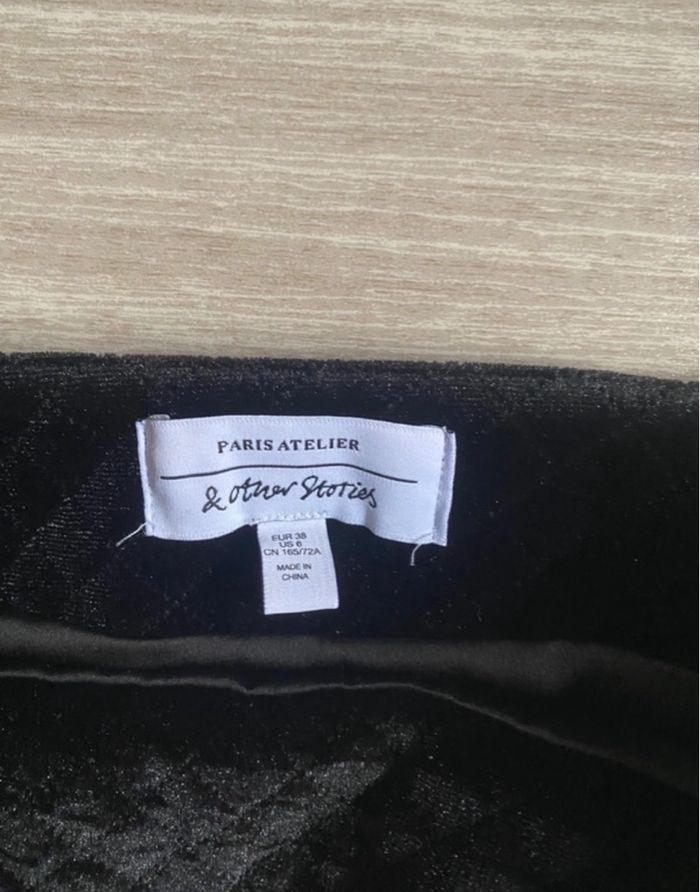 PARIS ATELIER
& Other Stories
EUR 38
US 6
CN 165/72A
MADE IN
CHINA